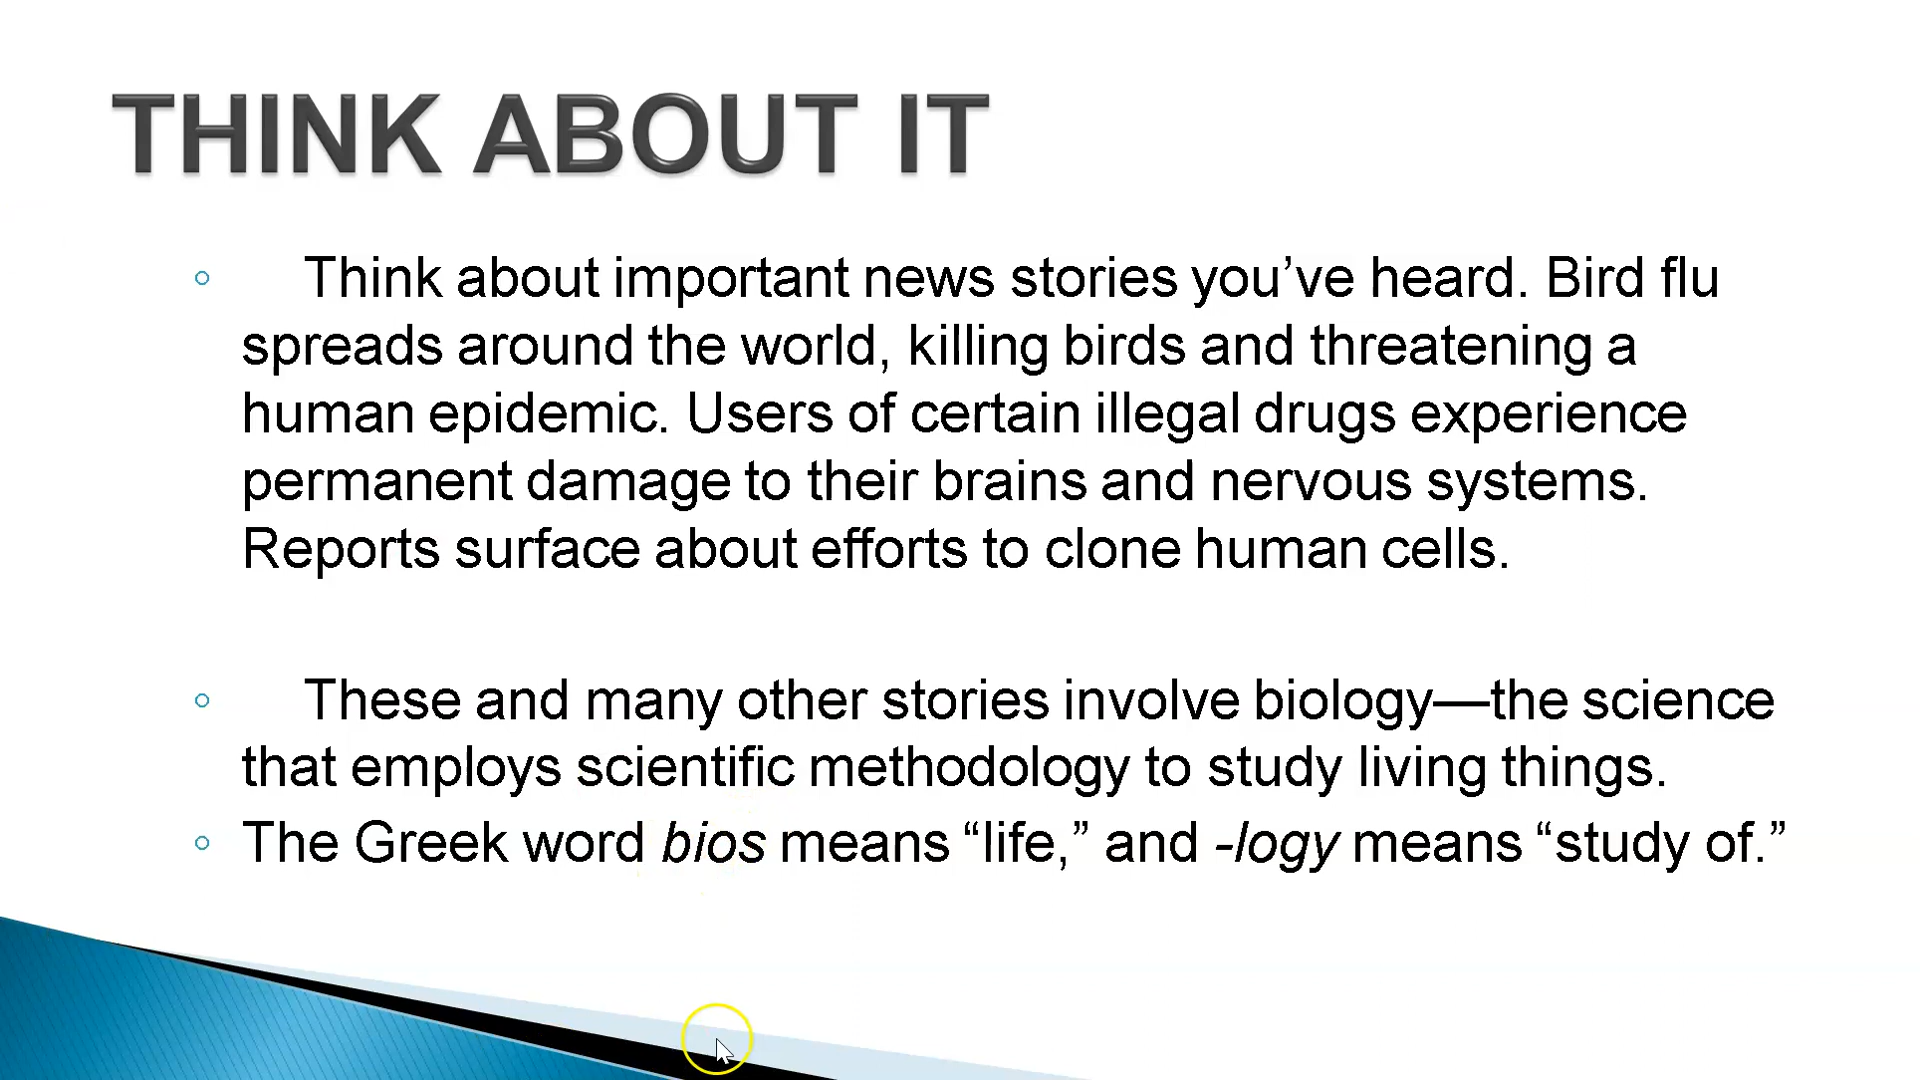 THINK ABOUT IT
Think about important news stories you’ve heard. Bird flu
spreads around the world, killing birds and threatening a
human epidemic. Users of certain illegal drugs experience
permanent damage to their brains and nervous systems.
Reports surface about efforts to clone human cells.
These and many other stories involve biology—the science
that employs scientific methodology to study living things.
The Greek word bios means “life,” and -logy means “study of.”